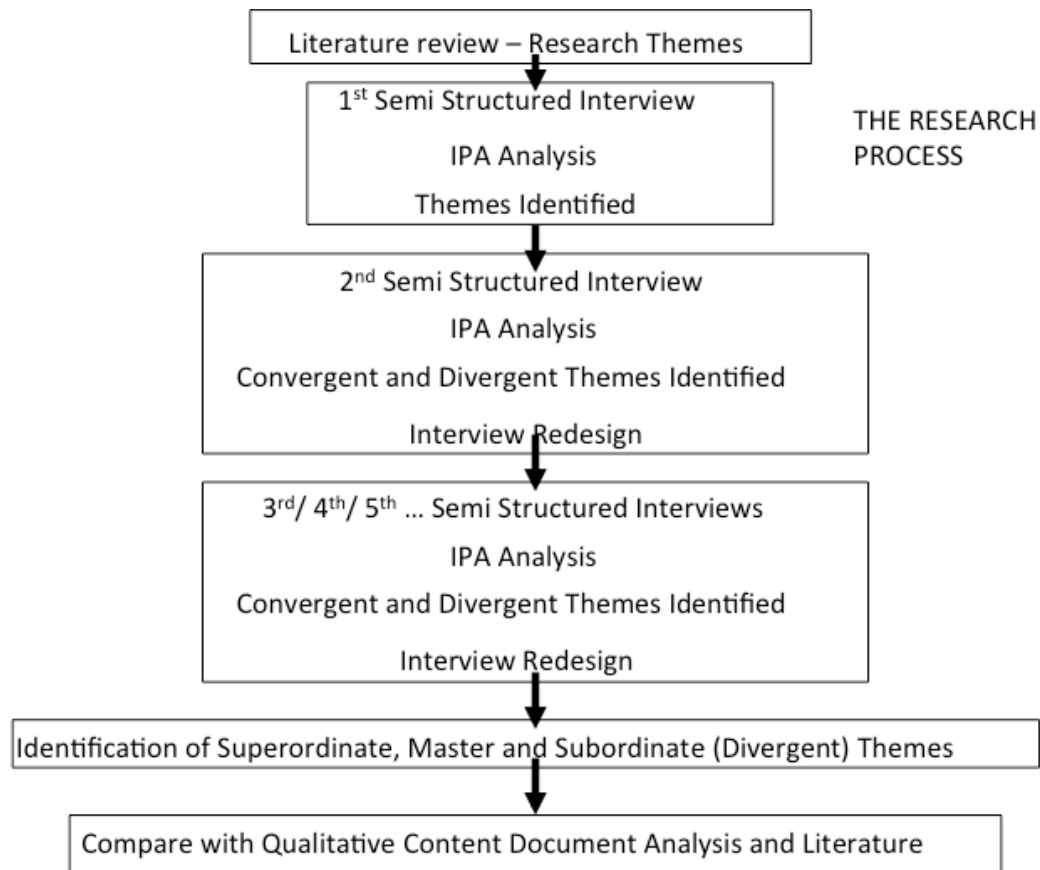 Literature review – Research Themes
1st Semi Structured Interview
IPA Analysis
Themes Identified
THE RESEARCH
PROCESS
2nd Semi Structured Interview
IPA Analysis
Convergent and Divergent Themes Identified
Interview Redesign
3rd/ 4th/ 5th ... Semi Structured Interviews
IPA Analysis
Convergent and Divergent Themes Identified
Interview Redesign
Identification of Superordinate, Master and Subordinate (Divergent) Themes
Compare with Qualitative Content Document Analysis and Literature